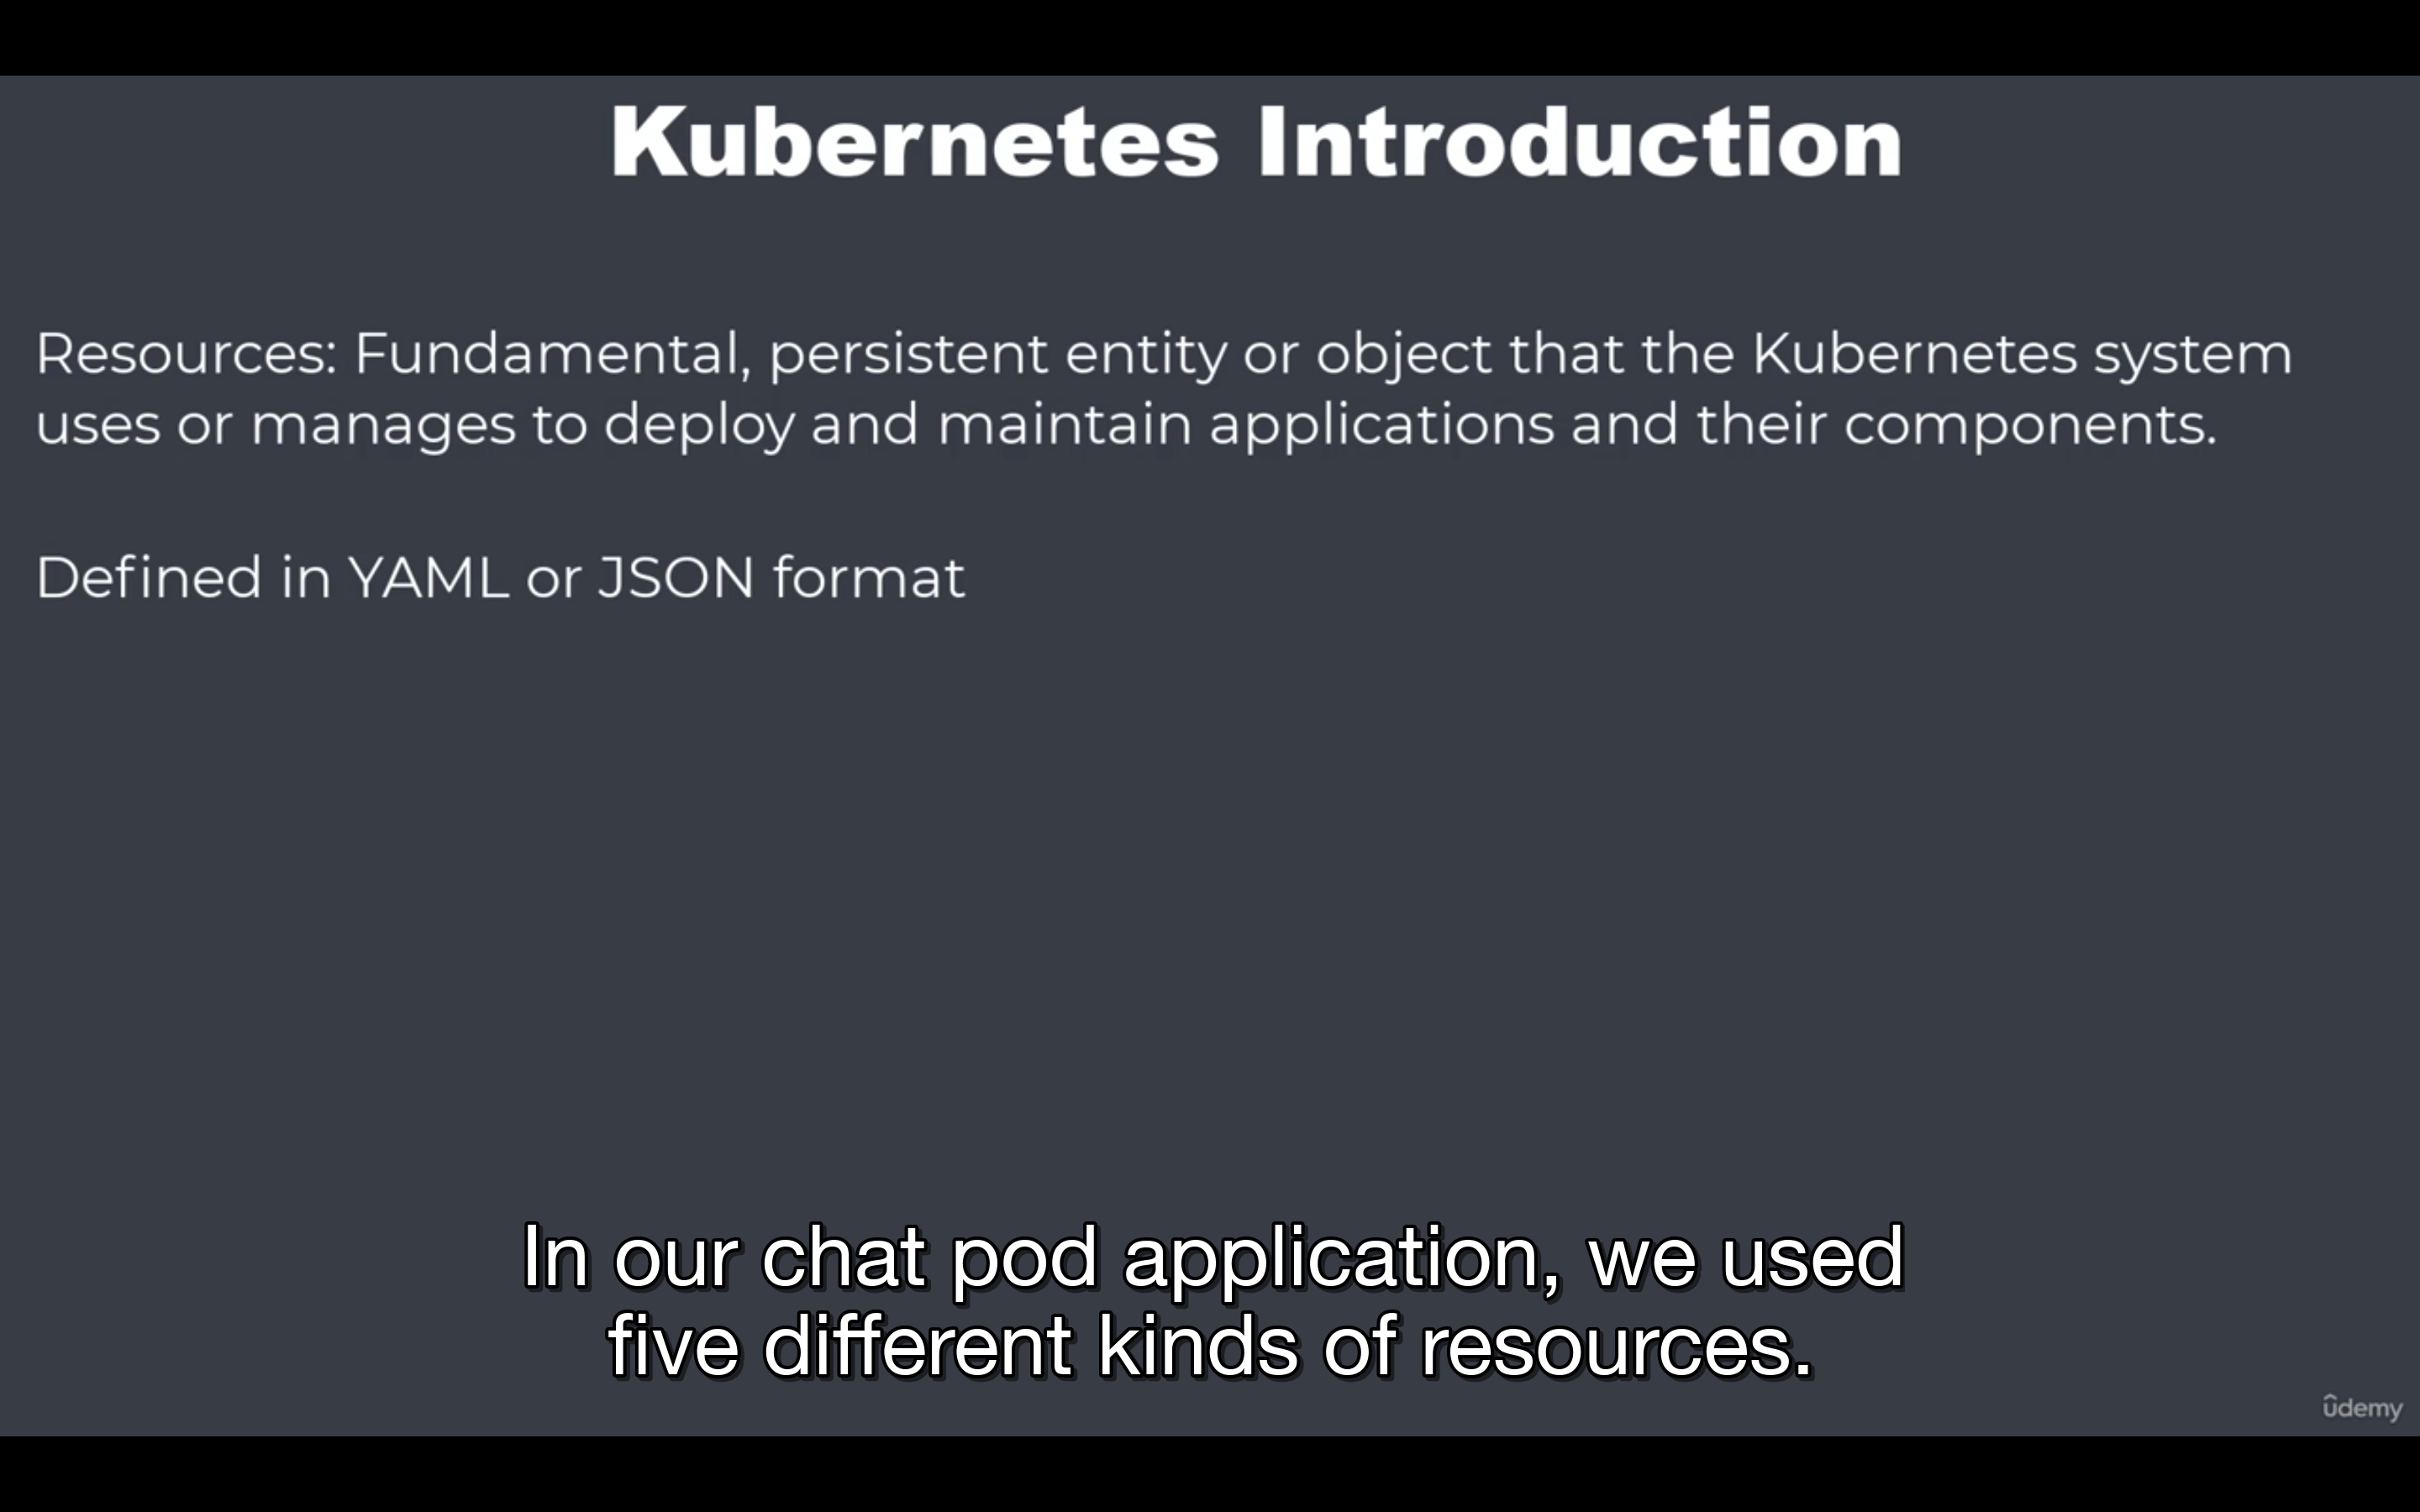 Kubernetes Introduction
Resources: Fundamental, persistent entity or object that the Kubernetes system
uses or manages to deploy and maintain applications and their components.
Defined in YAML or JSON format
In our chat pod application, we used
five different kinds of resources.
ûdemy